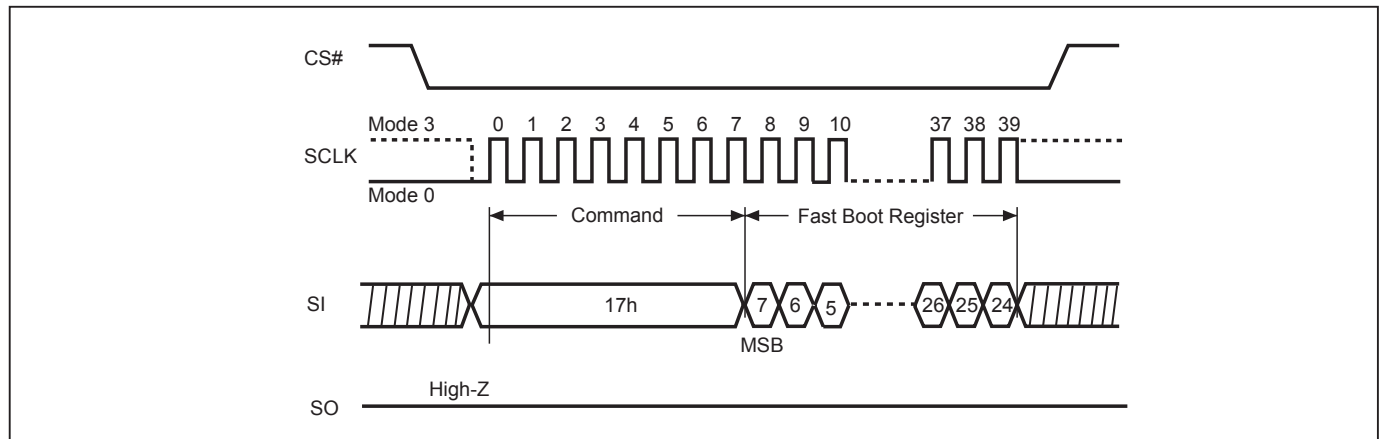 CS#
Mode 3
0 1 2 3 4 5 6 7 8 9 10 37 38 39
SCLK
Mode 0
Command Fast Boot Register
SI 17h 7 6 5 26 25 24
MSB
High-Z
SO